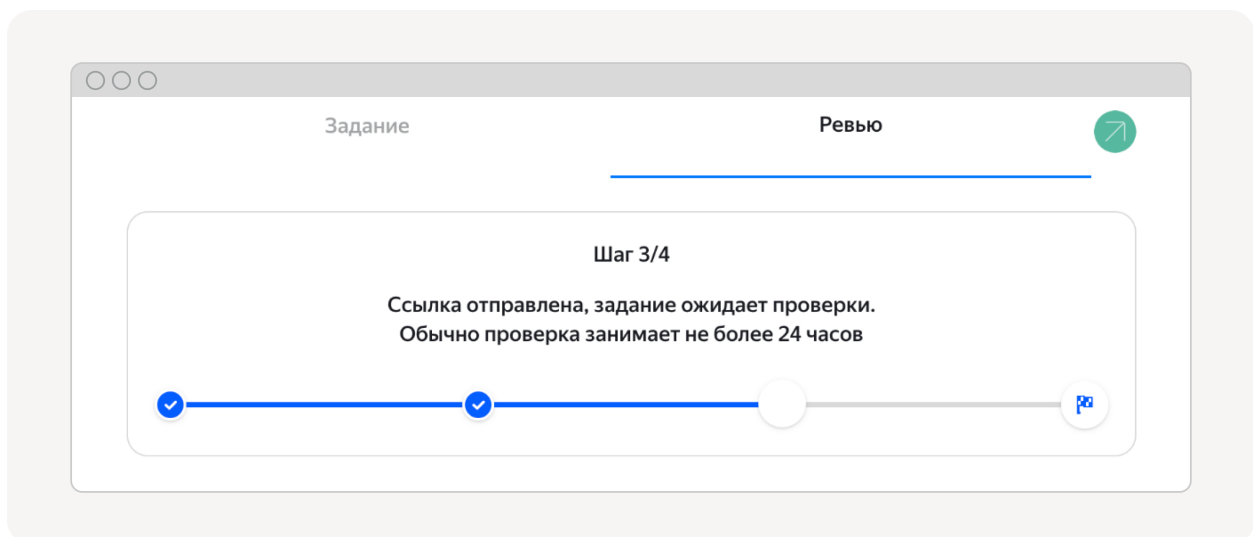 Задание
Ревью
Шаг 3/4
Ссылка отправлена, задание ожидает проверки.
Обычно проверка занимает не более 24 часов